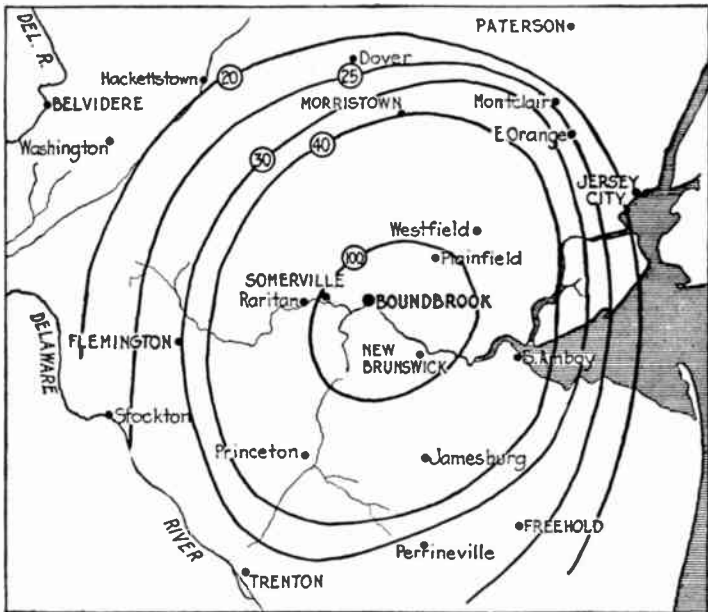 DEL. R.
PATERSON
Hackettstown
20
25
Dover
BELVIDERE
MORRISTOWN
Montclair
Washington
30
40
E.Orange
JERSEY
CITY
Westfield
100
Plainfield
SOMERVILLE
Raritan
BOUNDBROOK
DELAWARE
FLEMINGTON
NEW
BRUNSWICK
S. Amboy
Stockton
Princeton
Jamesburg
RIVER
FREEHOLD
Perrineville
TRENTON